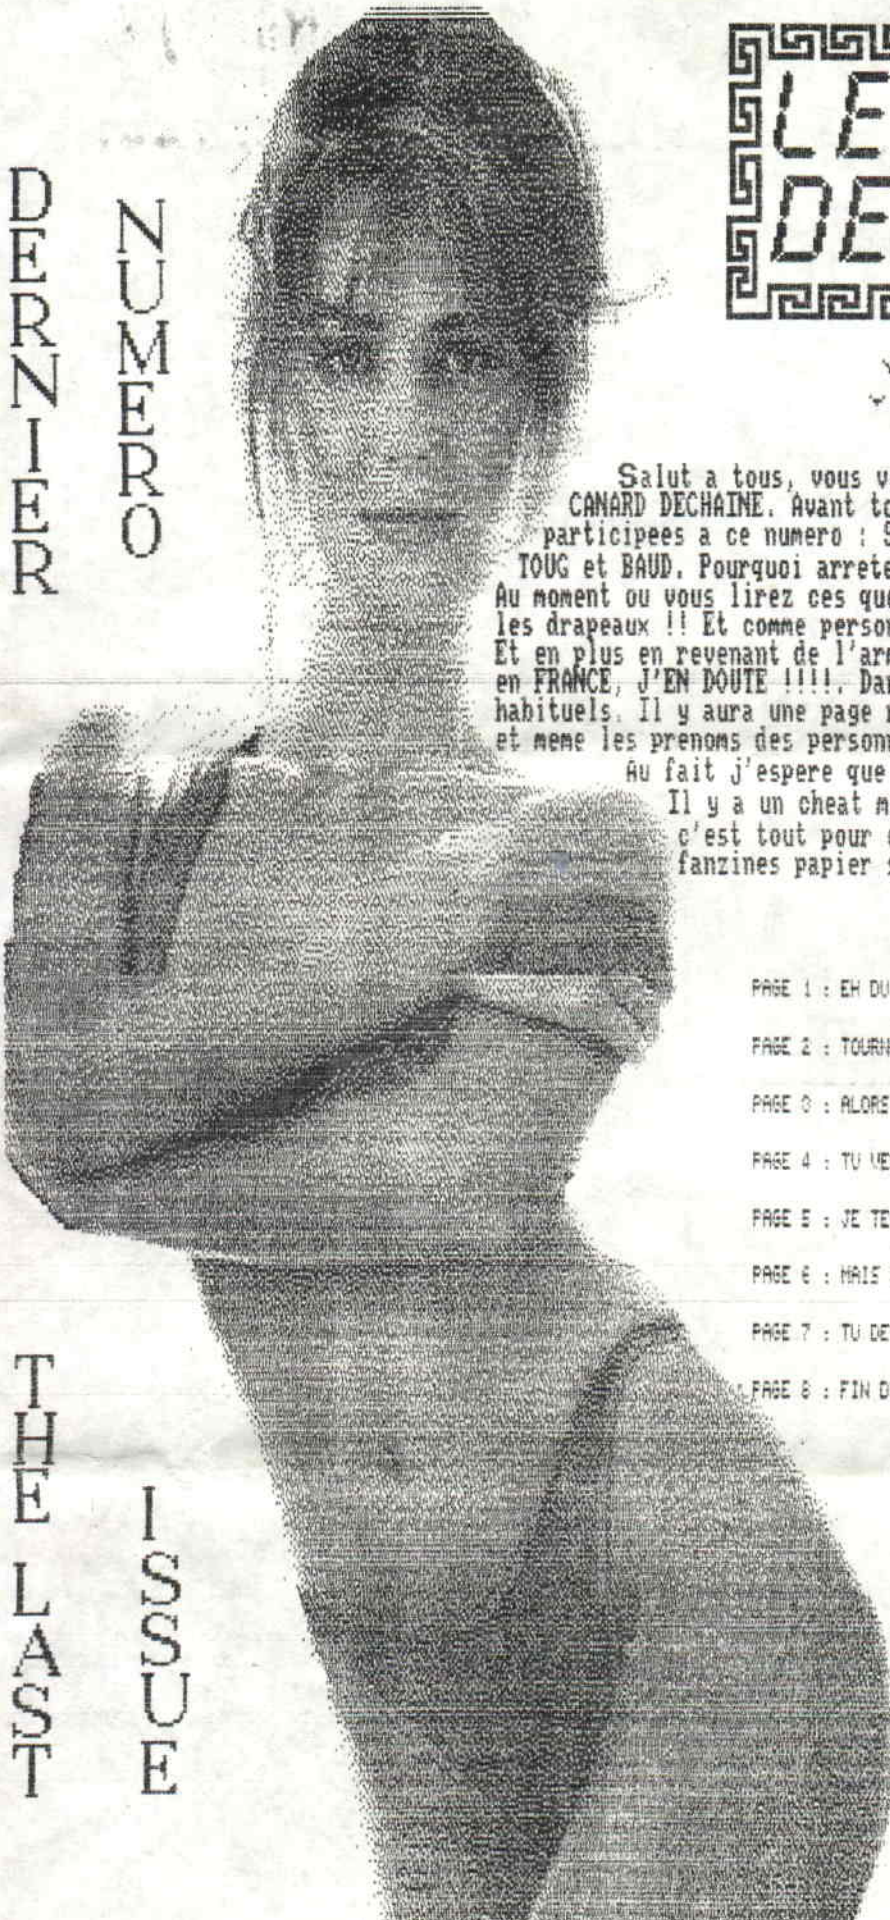 DERNIER
NUMERO
LE
DE
Salut a tous, vous v
CANARD DECHAINE. Avant to
participees a ce numero : S
TOUG et BAUD. Pourquoi arrete
Au moment ou vous lirez ces que
les drapeaux !! Et comme person
Et en plus en revenant de l'arm
en FRANCE, J'EN DOUTE !!!!. Dan
habituels. Il y aura une page m
et meme les prenoms des personn
Au fait j'espere que
Il y a un cheat m
c'est tout pour c
fanzines papier s
PAGE 1 : EH DU
PAGE 2 : TOURN
PAGE 3 : ALORS
PAGE 4 : TU VE
PAGE 5 : JE TE
PAGE 6 : MAIS
PAGE 7 : TU DE
PAGE 8 : FIN D
THE LAST
ISSUE